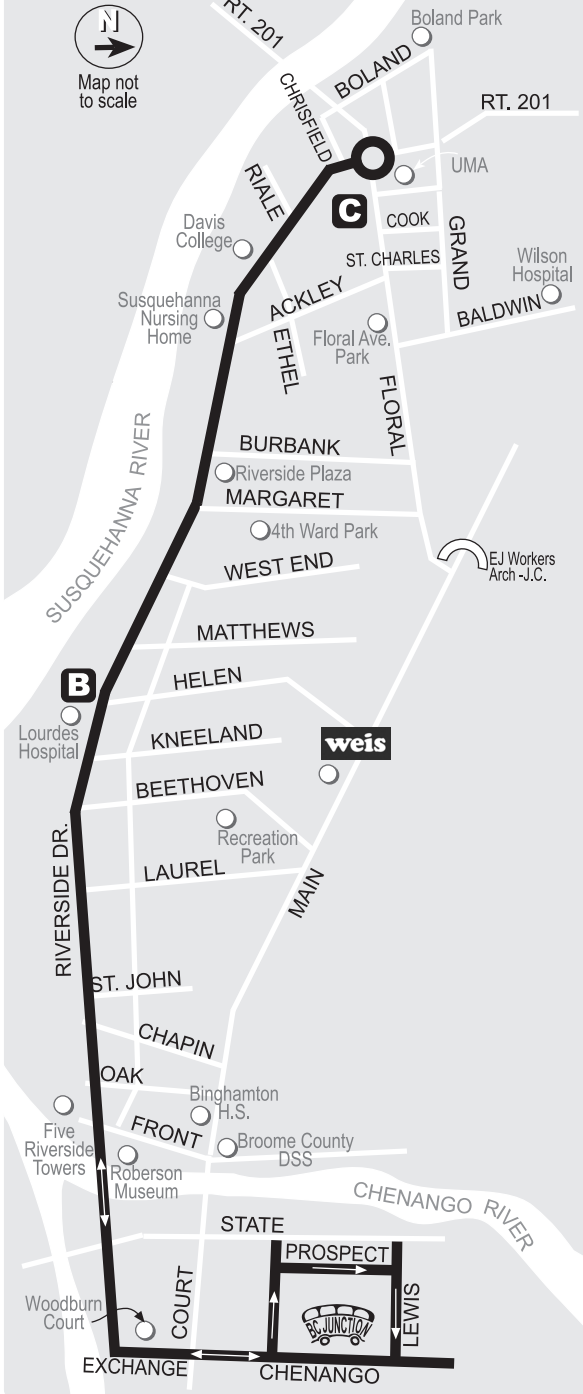 RT. 201
Boland Park
N
Map not
to scale
BOLAND
CHRISFIELD
RT. 201
UMA
RIALE
C
COOK
GRAND
Davis
College
ST. CHARLES
Wilson
Hospital
ACKLEY
Susquehanna
Nursing
Home
BALDWIN
Floral Ave.
Park
ETHEL
FLORAL
BURBANK
Riverside Plaza
MARGARET
SUSQUEHANNA RIVER
4th Ward Park
EJ Workers
Arch -J.C.
WEST END
MATTHEWS
B
HELEN
Lourdes
Hospital
KNEELAND
weis
BEETHOVEN
Recreation
Park
RIVERSIDE DR.
LAUREL
MAIN
ST. JOHN
CHAPIN
OAK
Binghamton
H.S.
Five
Riverside
Towers
FRONT
Broome County
DSS
Roberson
Museum
CHENANGO RIVER
STATE
PROSPECT
Woodburn
Court
COURT
BC JUNCTION
LEWIS
EXCHANGE
CHENANGO